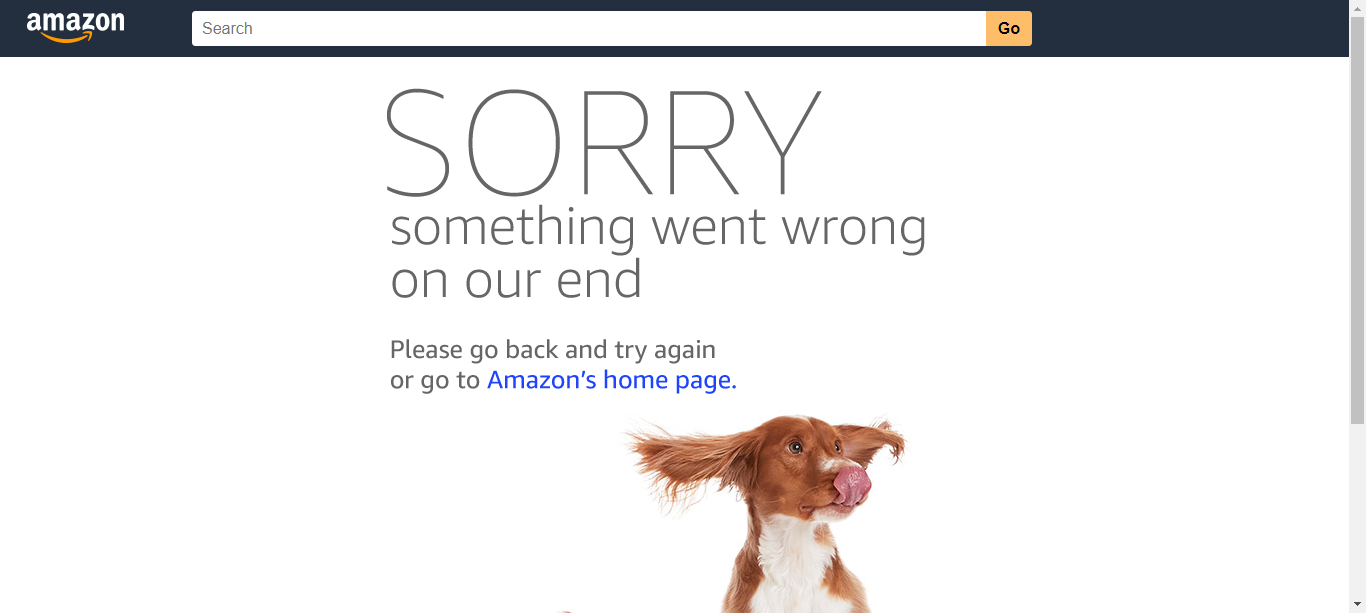 amazon
Search
Go
SORRY
something went wrong
on our end
Please go back and try again
or go to Amazon's home page.